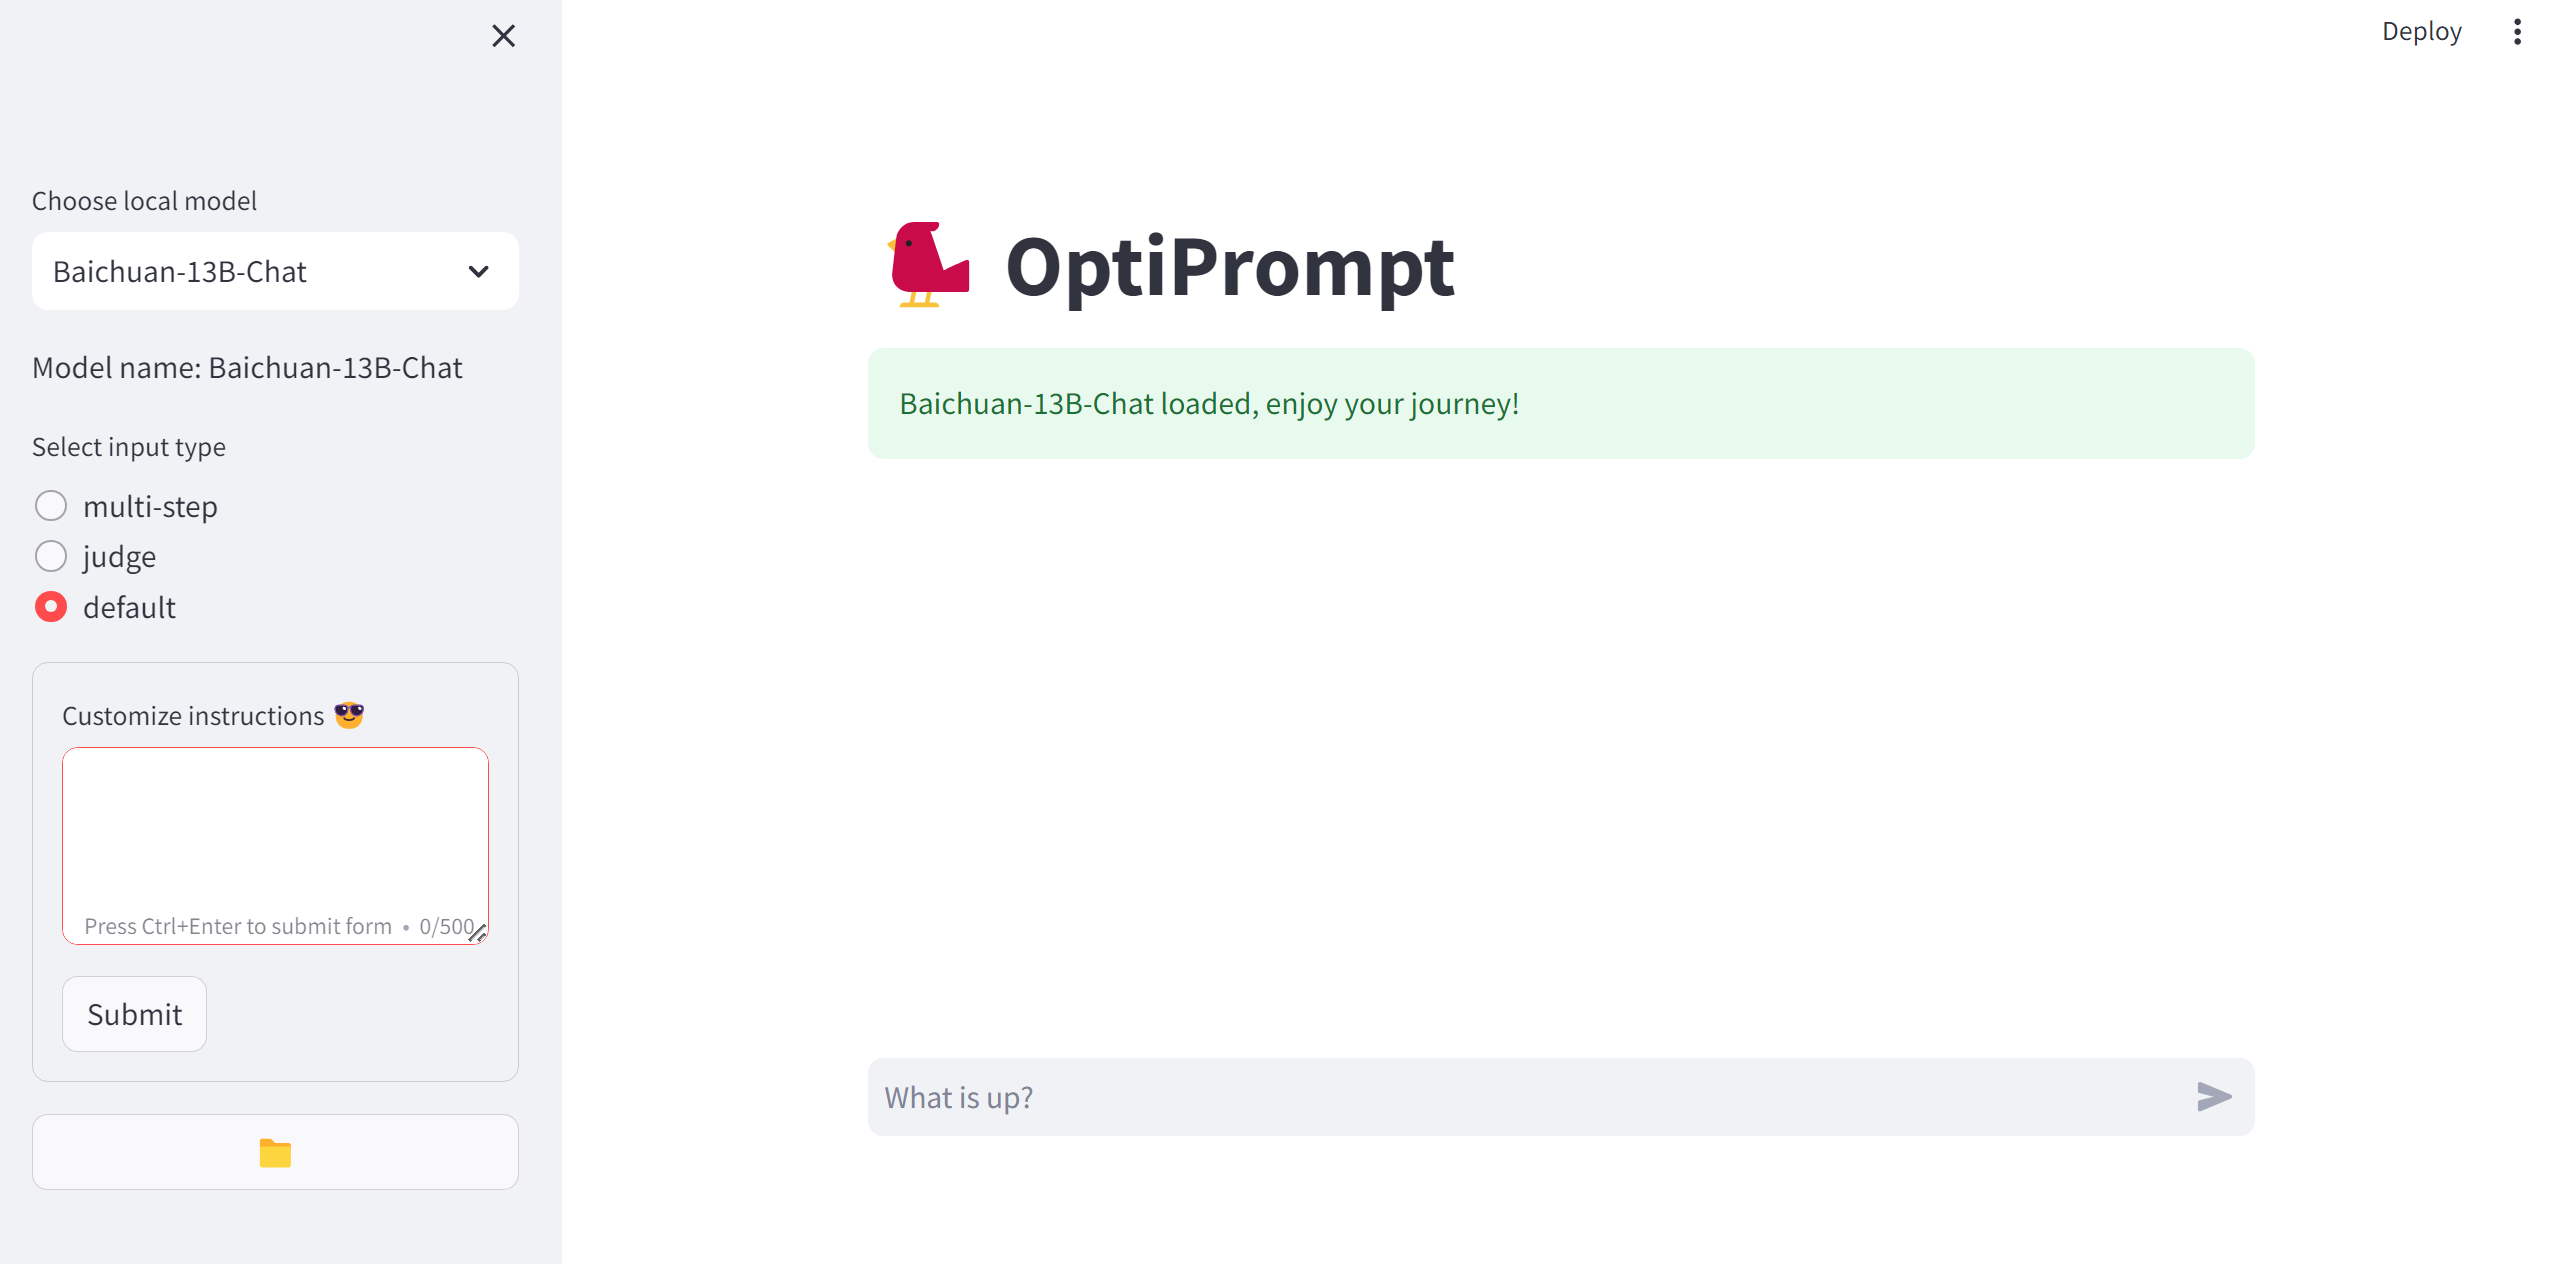 Choose local model
Baichuan-13B-Chat
Model name: Baichuan-13B-Chat
Select input type
multi-step
judge
default
Customize instructions 😎
Press Ctrl+Enter to submit form • 0/500
Submit
Deploy
OptiPrompt
Baichuan-13B-Chat loaded, enjoy your journey!
What is up?